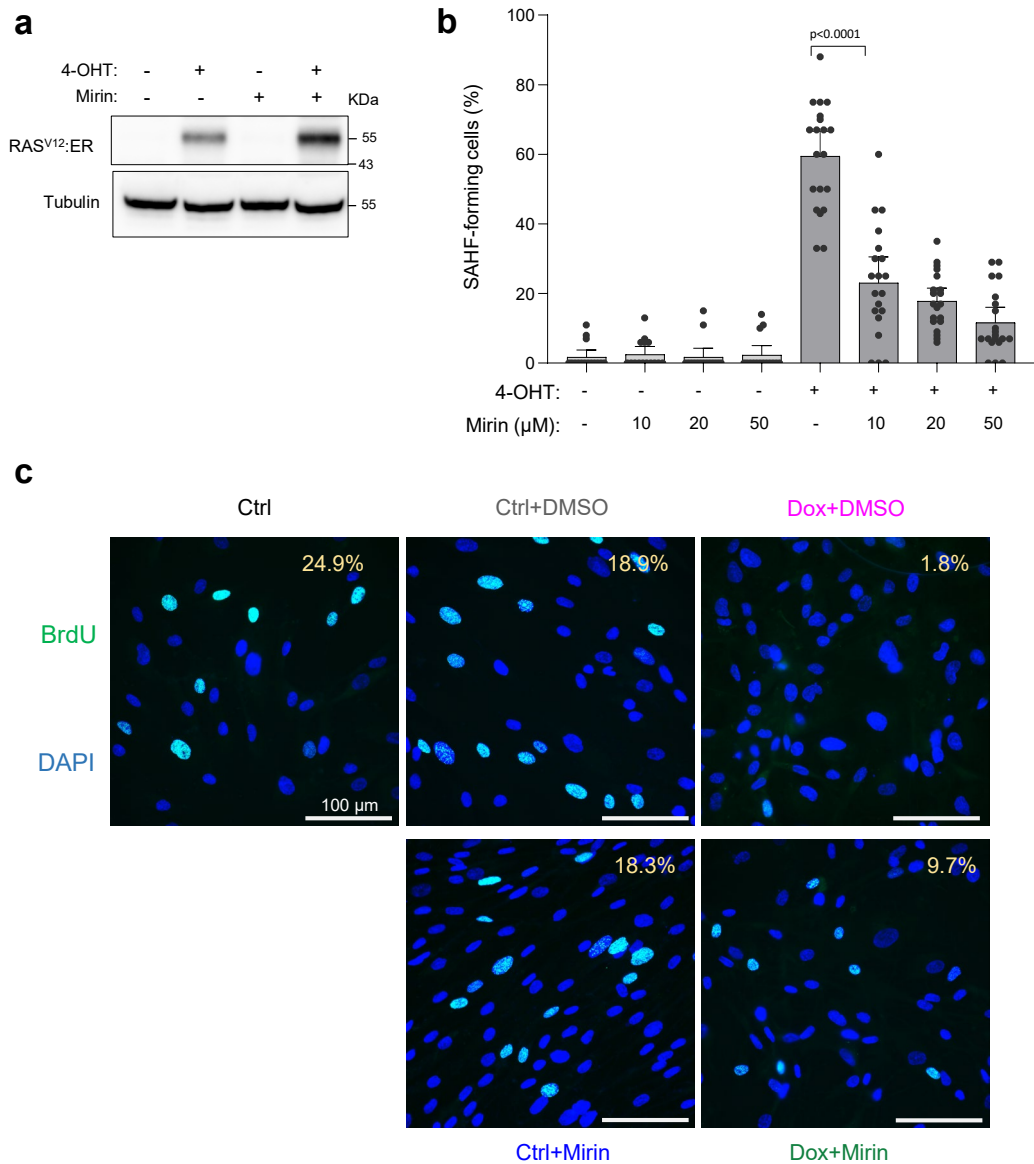 a
4-OHT: - + - +
Mirin: - - + + KDa
RASV12:ER
55
43
Tubulin
55
b
SAHF-forming cells (%)
100
80
60
40
20
0
p<0.0001
4-OHT: - - - - + + + +
Mirin (µM): - 10 20 50 - 10 20 50
c
Ctrl Ctrl+DMSO Dox+DMSO
24.9% 18.9% 1.8%
BrdU
DAPI
100 µm
18.3% 9.7%
Ctrl+Mirin Dox+Mirin